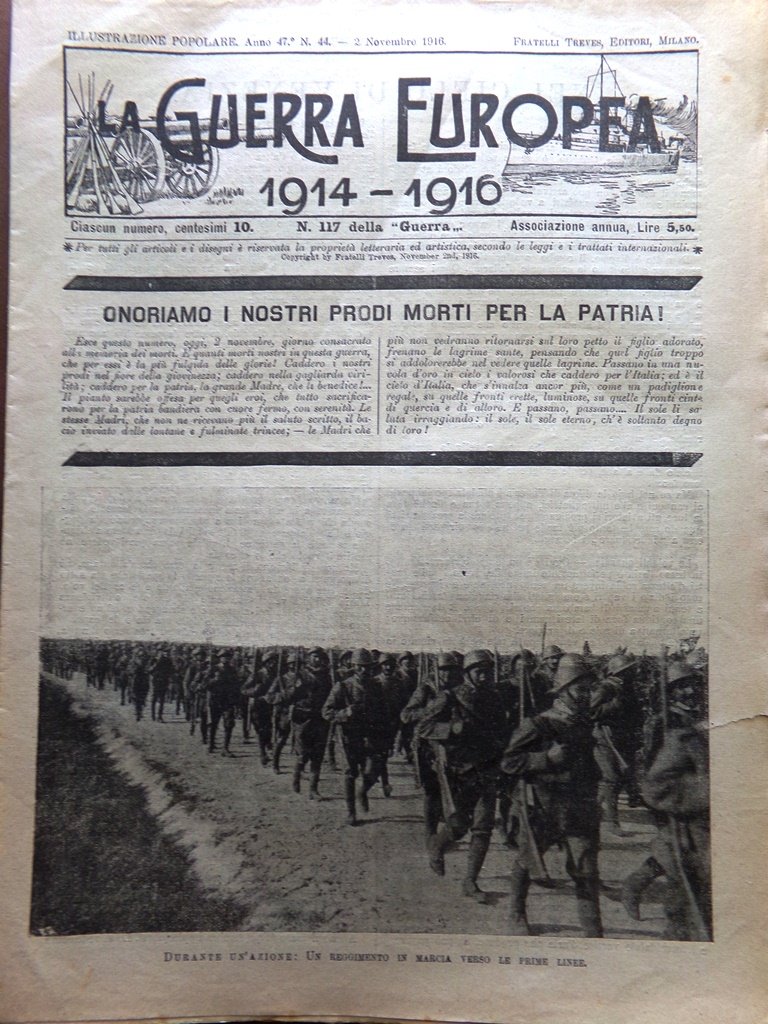 ILLUSTRAZIONE POPOLARE. Anno 47.º N. 44. — 2 Novembre 1916. FRATELLI TREVES, EDITORI, MILANO.
LA GUERRA EUROPEA
1914 – 1916
Ciascun numero, centesimi 10. N. 117 della "Guerra„. Associazione annua, Lire 5,50.
* Per tutti gli articoli e i disegni è riservata la proprietà letteraria ed artistica, secondo le leggi e i trattati internazionali. *
Copyright by Fratelli Treves, November 2nd, 1916.
ONORIAMO I NOSTRI PRODI MORTI PER LA PATRIA!
Esce questo numero, oggi, 2 novembre, giorno consacrato
alla memoria dei morti. E quanti morti nostri in questa guerra,
che per essi è la più fulgida delle glorie! Caddero i nostri
prodi nel fiore della giovinezza; caddero nella gagliarda viri-
lità; caddero per la patria, la grande Madre, che li benedice!...
Il pianto sarebbe offesa per quegli eroi, che tutto sacrifica-
rono per la patria bandiera con cuore fermo, con serenità. Le
stesse Madri, che non ne ricevono più il saluto scritto, il ba-
cio inviato dalle lontane e fulminate trincee; — le Madri che
più non vedranno ritornarsi sul loro petto il figlio adorato,
frenano le lagrime sante, pensando che quel figlio troppo
si addolorerebbe nel vedere quelle lagrime. Passano in una nu-
vola d'oro in cielo i valorosi che caddero per l'Italia; ed è il
cielo d'Italia, che s'innalza ancor più, come un padiglione
regale, su quelle fronti erette, luminose, su quelle fronti cinte
di quercia e di alloro. E passano, passano.... Il sole li sa-
luta irraggiando: il sole, il sole eterno, ch'è soltanto degno
di loro!
DURANTE UN'AZIONE: UN REGGIMENTO IN MARCIA VERSO LE PRIME LINEE.